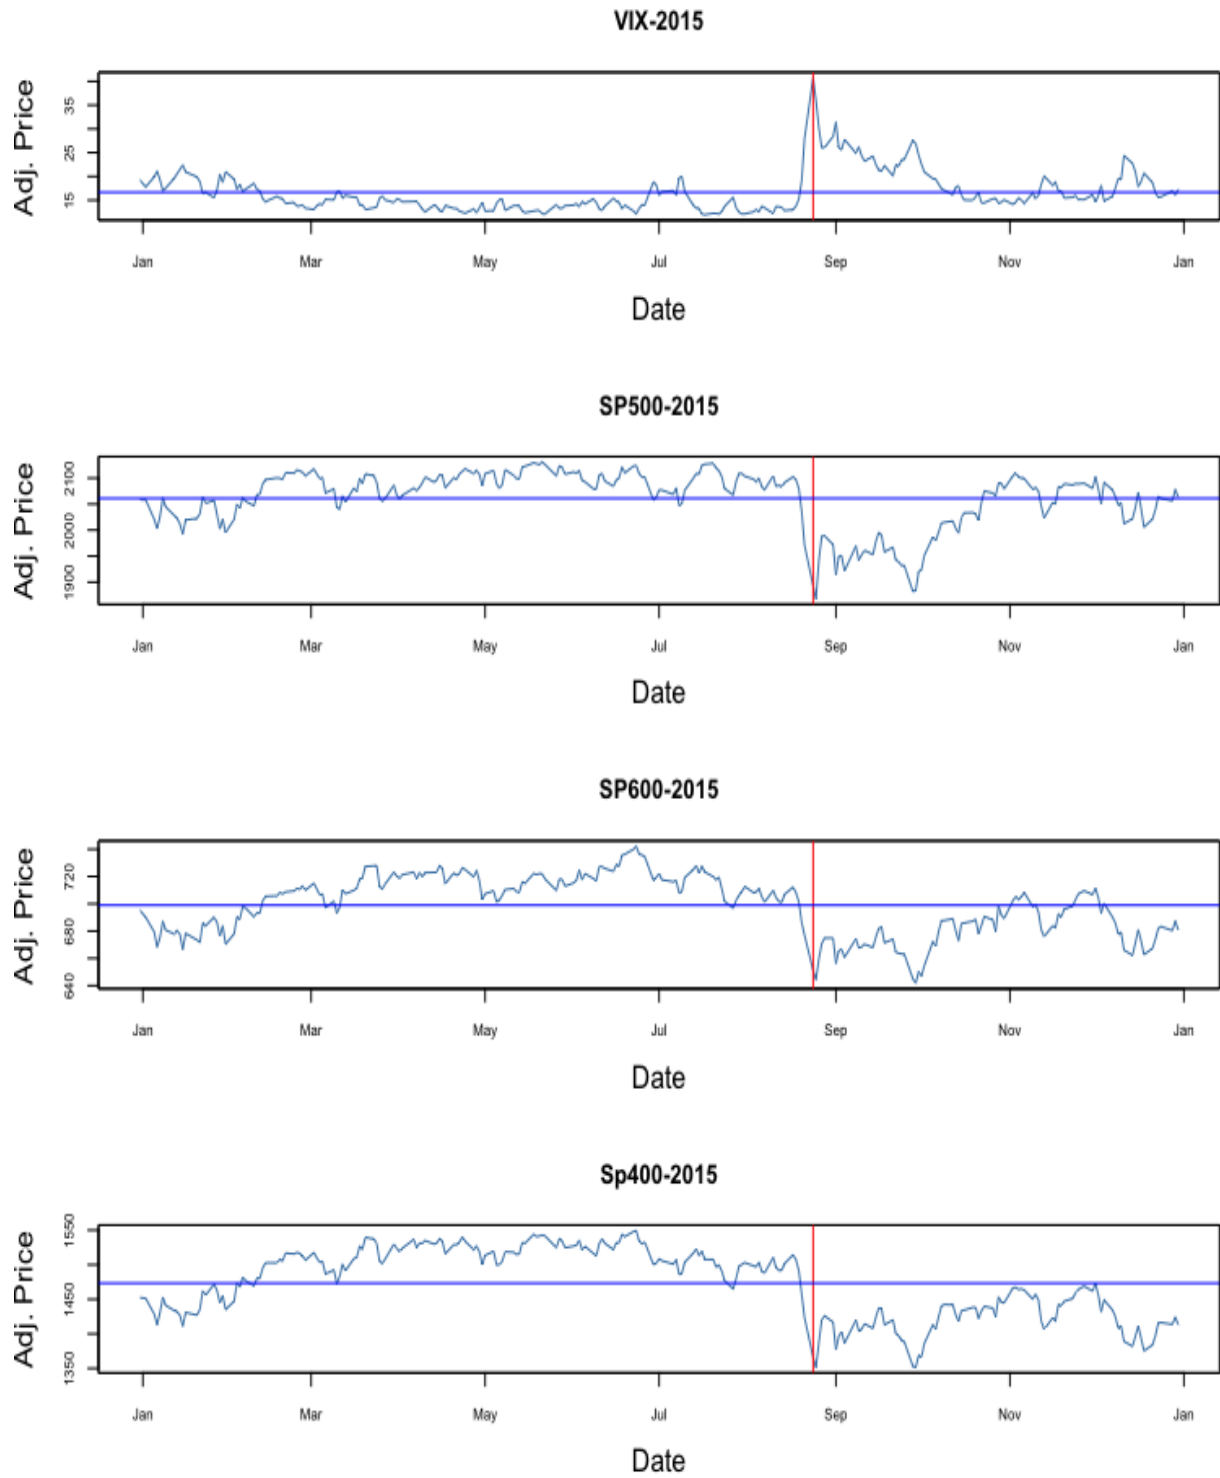 VIX-2015
Adj. Price
35
25
15
Jan Mar May Jul Sep Nov Jan
Date
SP500-2015
Adj. Price
2100
2000
1900
Jan Mar May Jul Sep Nov Jan
Date
SP600-2015
Adj. Price
720
680
640
Jan Mar May Jul Sep Nov Jan
Date
Sp400-2015
Adj. Price
1550
1450
1350
Jan Mar May Jul Sep Nov Jan
Date